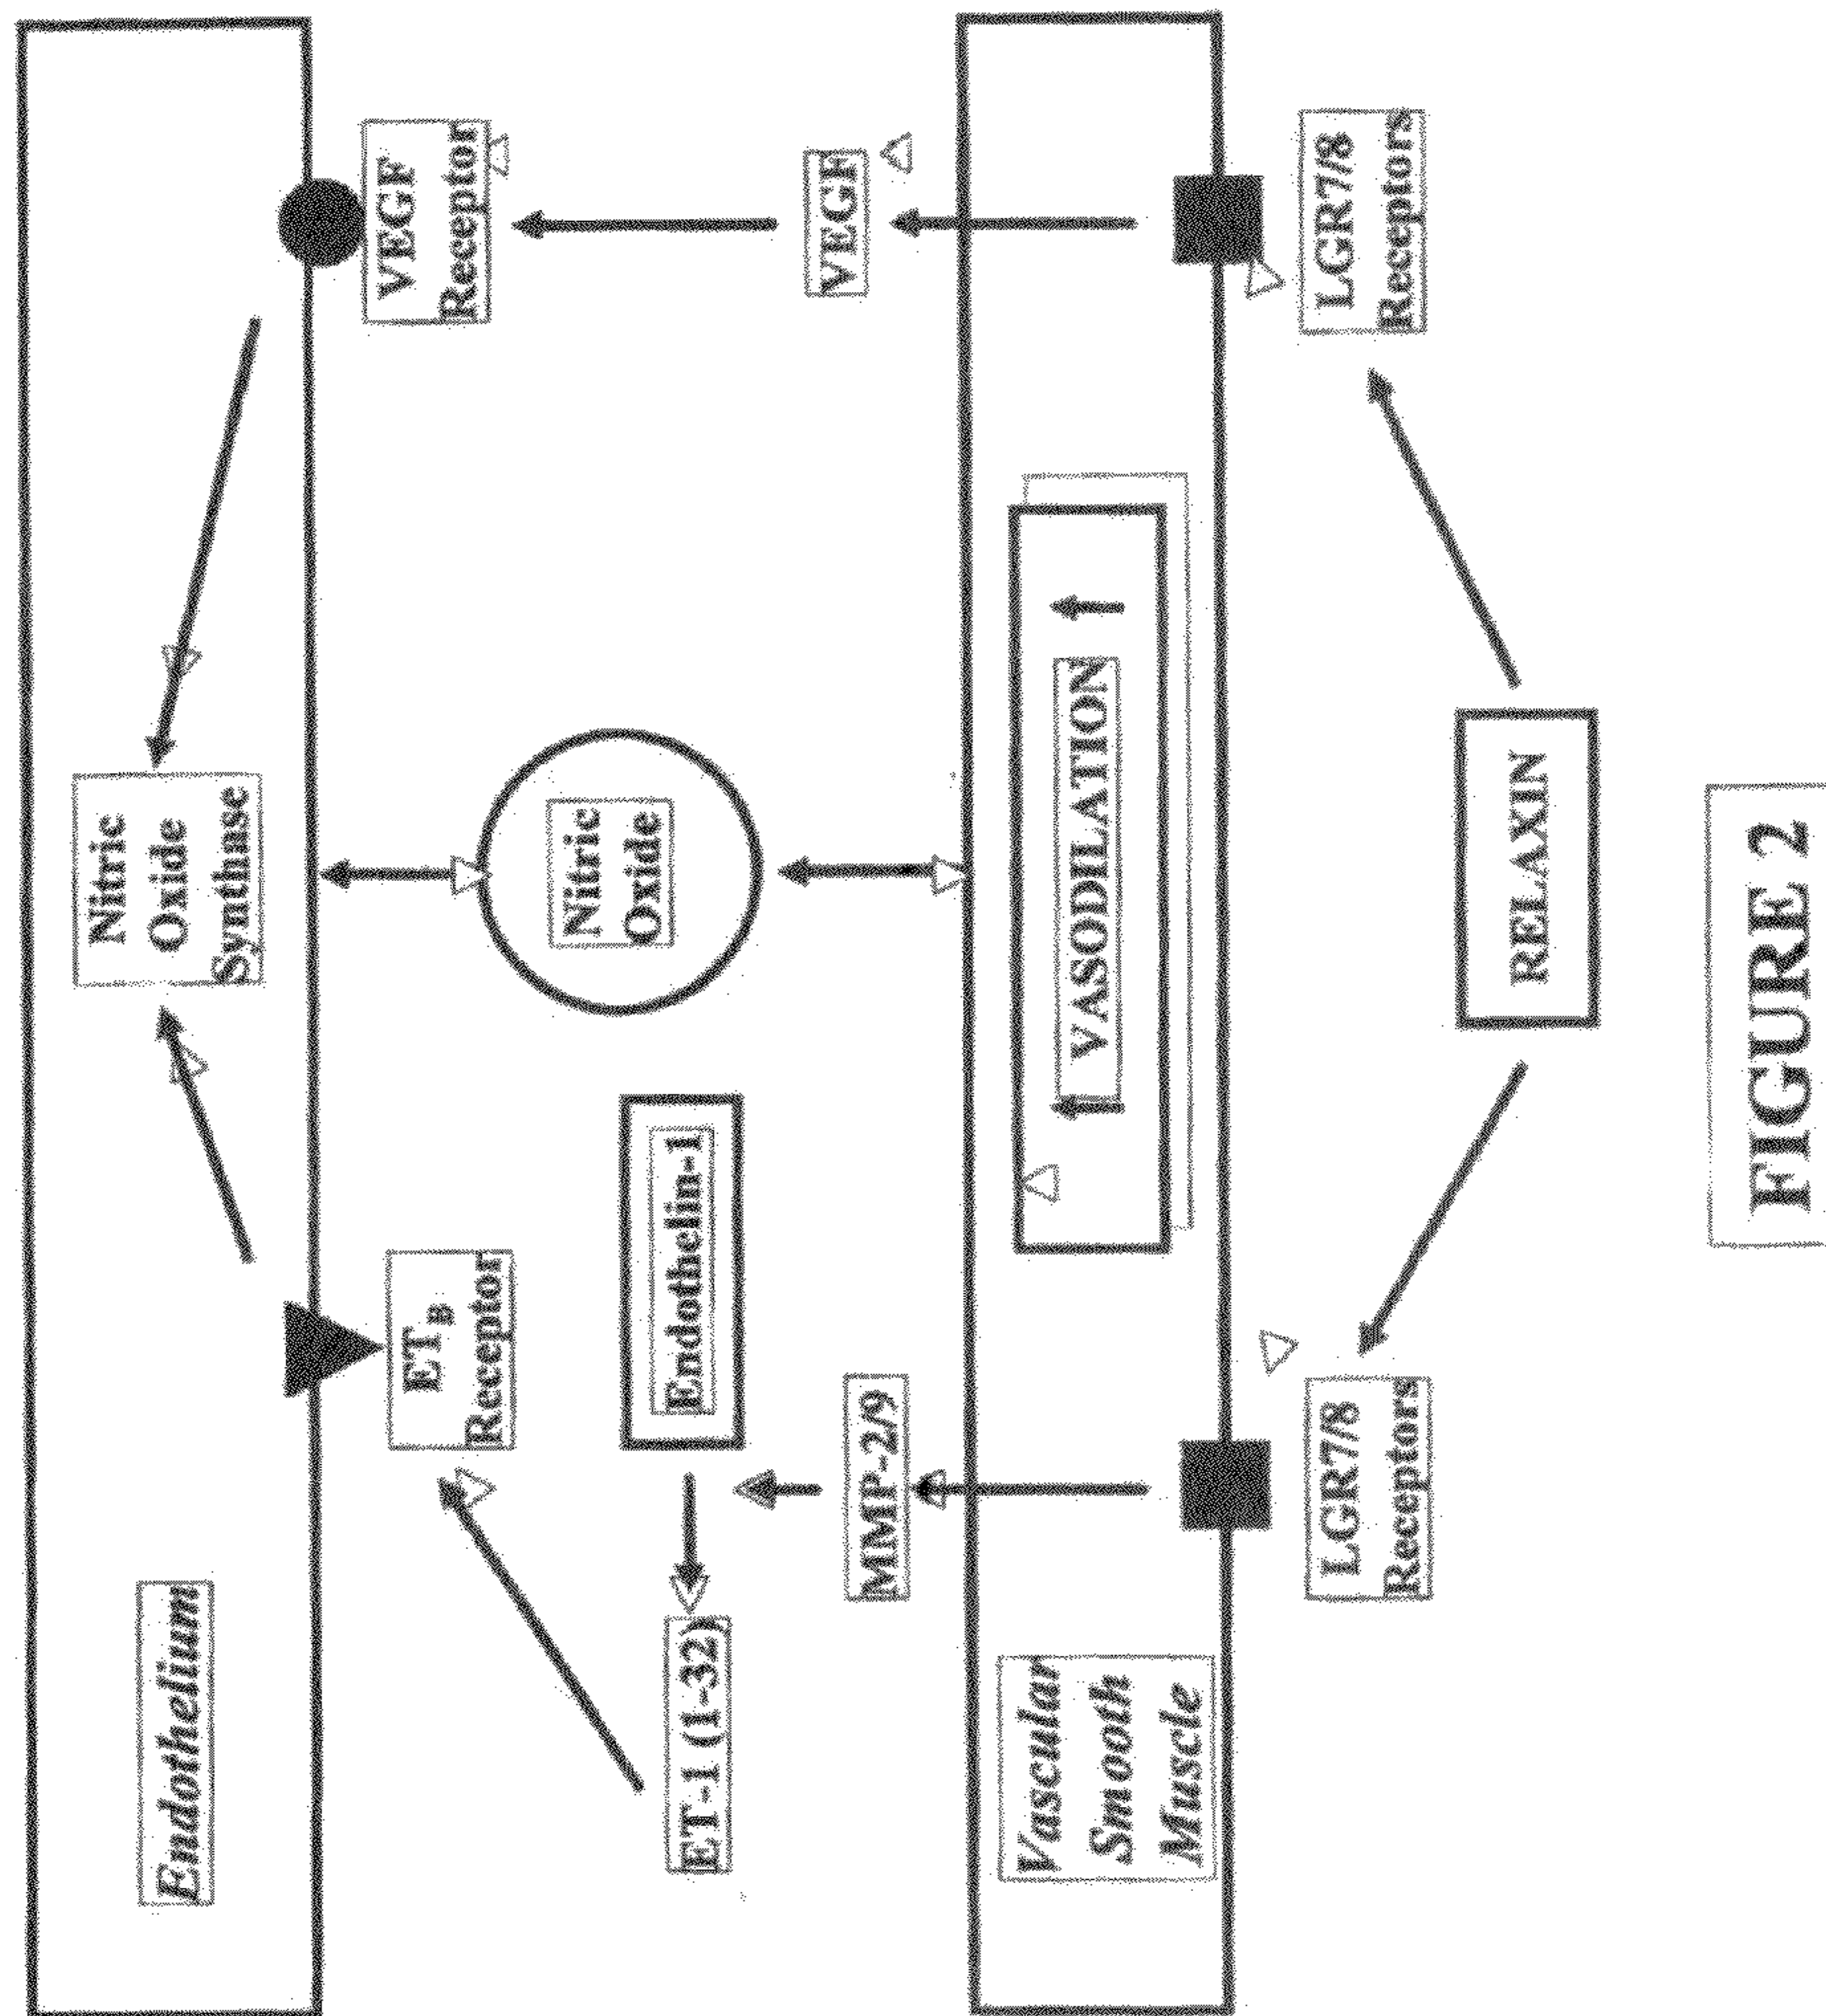 Endothelium
Nitric
Oxide
Synthase
ET_B
Receptor
VEGF
Receptor
ET-1 (1-32)
Endothelin-1
Nitric
Oxide
MMP-2/9
VEGF
Vascular
Smooth
Muscle
VASODILATION
LGR7/8
Receptors
LGR7/8
Receptors
RELAXIN
FIGURE 2